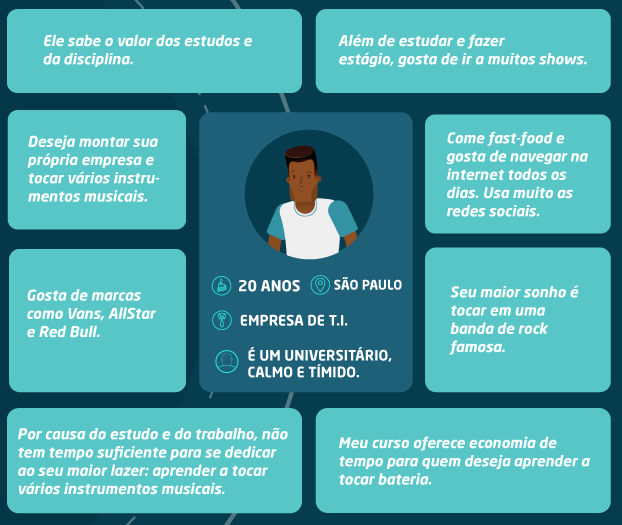 Ele sabe o valor dos estudos e
da disciplina.
Além de estudar e fazer
estágio, gosta de ir a muitos shows.
Deseja montar sua
própria empresa e
tocar vários instru-
mentos musicais.
Come fast-food e
gosta de navegar na
internet todos os
dias. Usa muito as
redes sociais.
20 ANOS
SÃO PAULO
EMPRESA DE T.I.
É UM UNIVERSITÁRIO,
CALMO E TÍMIDO.
Gosta de marcas
como Vans, AllStar
e Red Bull.
Seu maior sonho é
tocar em uma
banda de rock
famosa.
Por causa do estudo e do trabalho, não
tem tempo suficiente para se dedicar
ao seu maior lazer: aprender a tocar
vários instrumentos musicais.
Meu curso oferece economia de
tempo para quem deseja aprender a
tocar bateria.